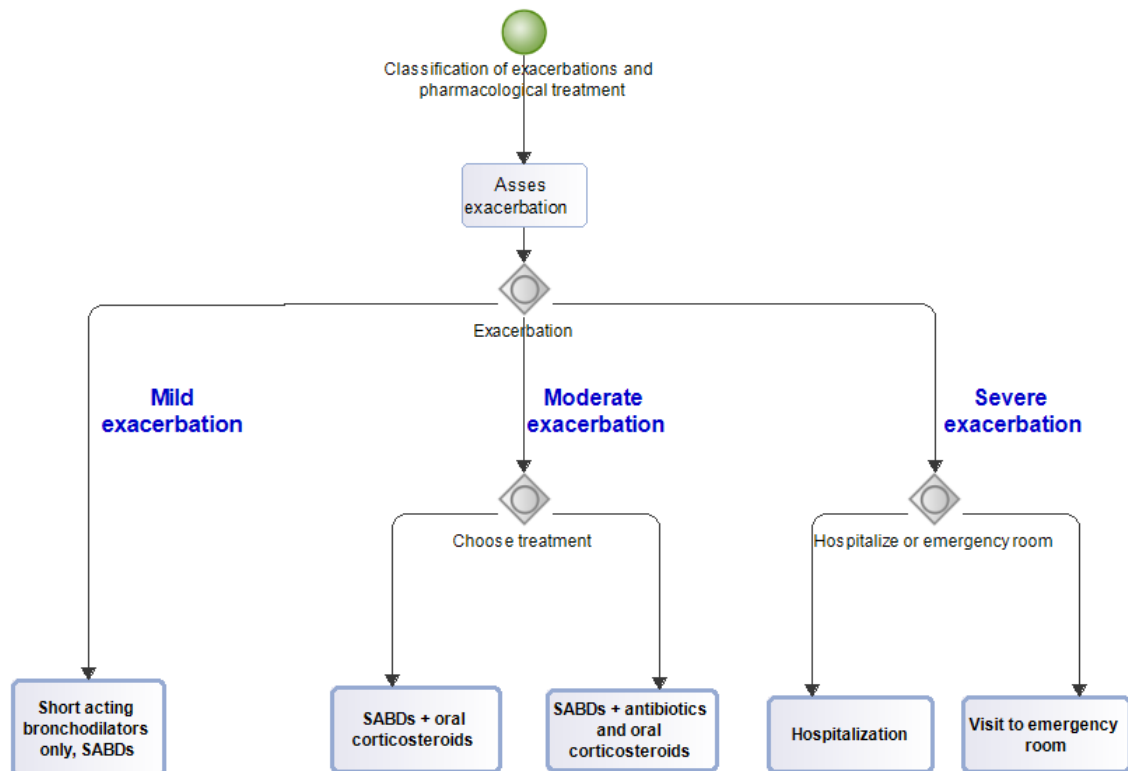 Classification of exacerbations and
pharmacological treatment
Asses
exacerbation
Exacerbation
Mild
exacerbation
Moderate
exacerbation
Severe
exacerbation
Choose treatment
Hospitalize or emergency room
Short acting
bronchodilators
only, SABDs
SABDs + oral
corticosteroids
SABDs + antibiotics
and oral
corticosteroids
Hospitalization
Visit to emergency
room